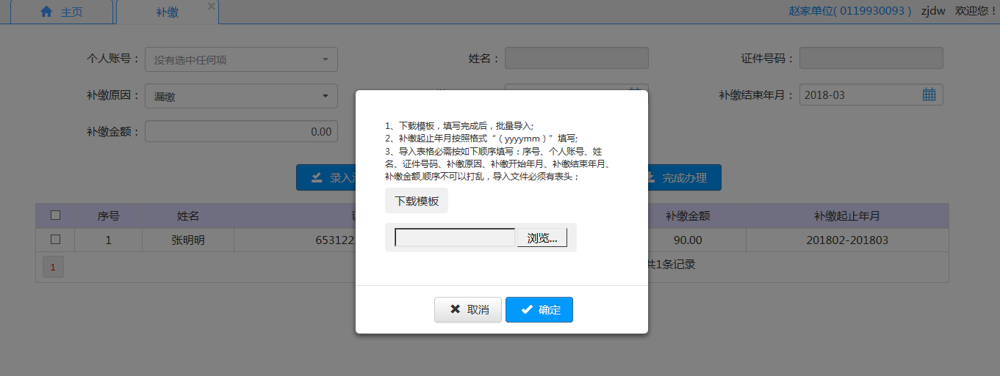 主页
补缴
赵家单位( 0119930093 ) zjdw 欢迎您！
个人账号： 没有选中任何项
姓名：
证件号码：
补缴原因： 漏缴
补缴结束年月： 2018-03
补缴金额： 0.00
1、下载模板，填写完成后，批量导入;
2、补缴起止年月按照格式“（yyyymm）”填写;
3、导入表格必需按如下顺序填写：序号、个人账号、姓
名、证件号码、补缴原因、补缴开始年月、补缴结束年月、
补缴金额,顺序不可以打乱，导入文件必须有表头；
录入 完成办理
下载模板
序号 姓名 补缴金额 补缴起止年月
浏览...
1 张明明 653122 90.00 201802-201803
1 共1条记录
取消 确定